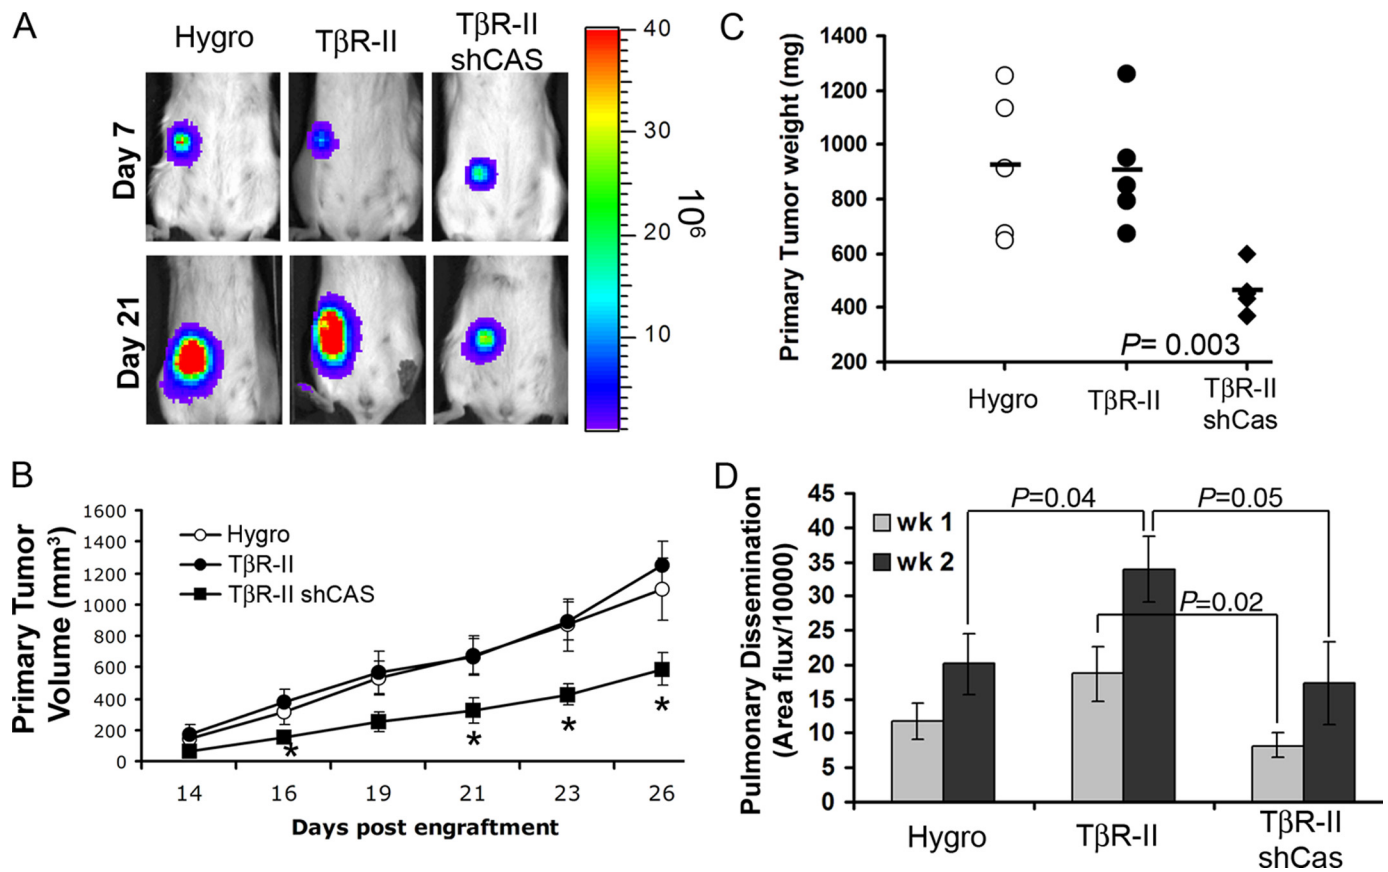 A
Hygro
TβR-II
TβR-II
shCAS
Day 7
Day 21
40
30
20
10
10⁶
B
Primary Tumor
Volume (mm³)
1600
1400
1200
1000
800
600
400
200
0
Hygro
TβR-II
TβR-II shCAS
*
*
*
*
14 16 19 21 23 26
Days post engraftment
C
Primary Tumor weight (mg)
1400
1200
1000
800
600
400
200
P= 0.003
Hygro
TβR-II
TβR-II
shCas
D
Pulmonary Dissemination
(Area flux/10000)
45
40
35
30
25
20
15
10
5
0
wk 1
wk 2
P=0.04
P=0.05
P=0.02
Hygro
TβR-II
TβR-II
shCas